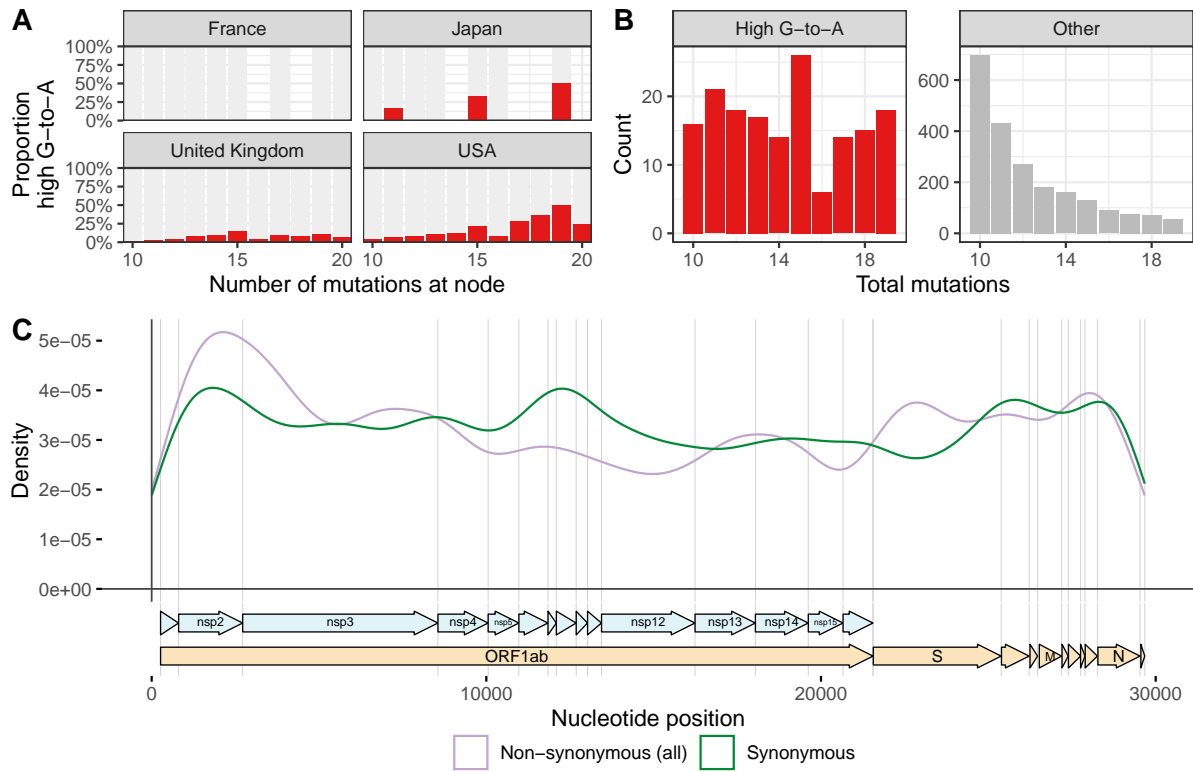 A
France
Japan
100%
75%
50%
25%
0%
United Kingdom
USA
100%
75%
50%
25%
0%
10
15
20
10
15
20
Proportion
high G−to−A
Number of mutations at node
B
High G−to−A
Other
20
10
0
600
400
200
0
Count
10
14
18
10
14
18
Total mutations
C
5e−05
4e−05
3e−05
2e−05
1e−05
0e+00
Density
nsp2
nsp3
nsp4
nsp5
nsp12
nsp13
nsp14
nsp15
ORF1ab
S
M
N
0
10000
20000
30000
Nucleotide position
Non−synonymous (all)
Synonymous